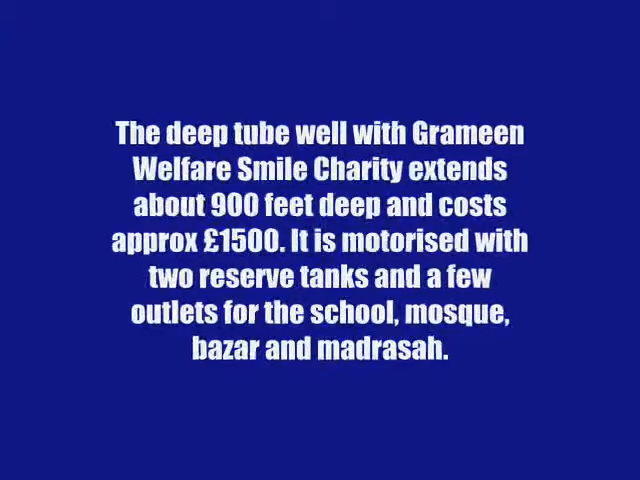 The deep tube well with Grameen
Welfare Smile Charity extends
about 900 feet deep and costs
approx £1500. It is motorised with
two reserve tanks and a few
outlets for the school, mosque,
bazar and madrasah.